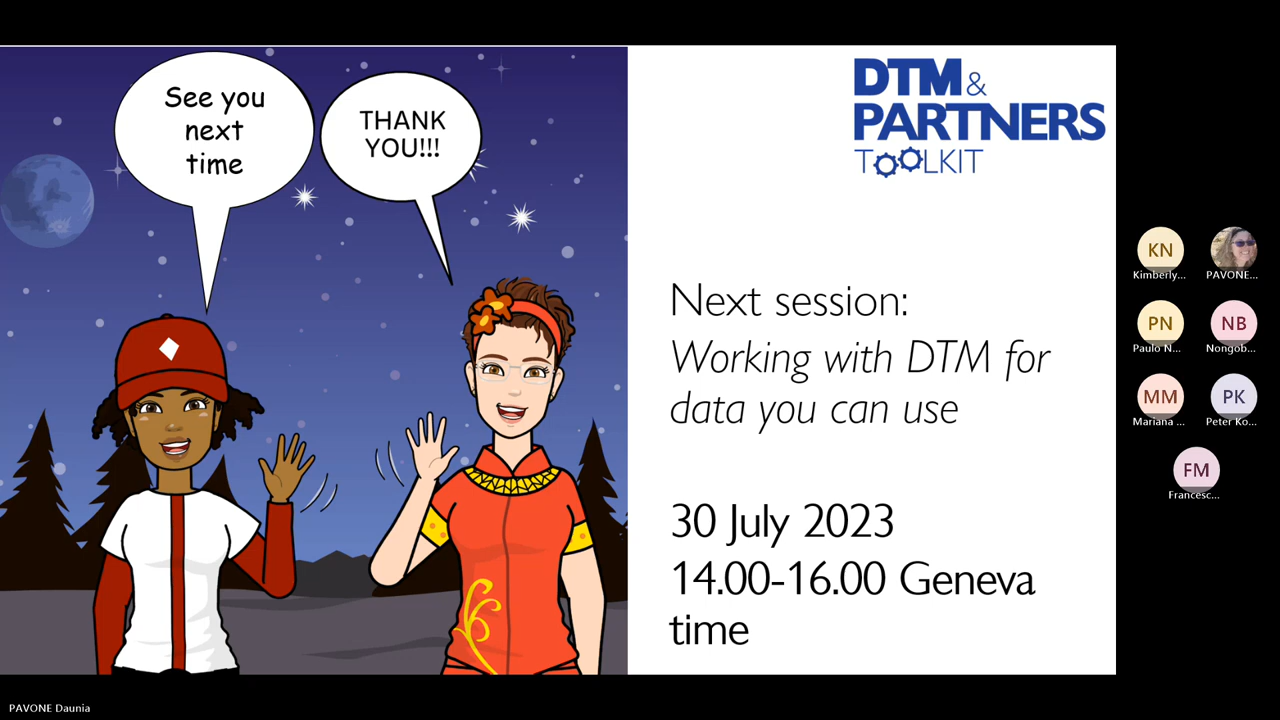 See you
next
time
THANK
YOU!!!
DTM &
PARTNERS
TOOLKIT
Next session:
Working with DTM for
data you can use
30 July 2023
14.00-16.00 Geneva
time
KN
Kimberly...
PAVONE...
PN
Paulo N...
NB
Nongob...
MM
Mariana ...
PK
Peter Ko...
FM
Francesc...
PAVONE Daunia